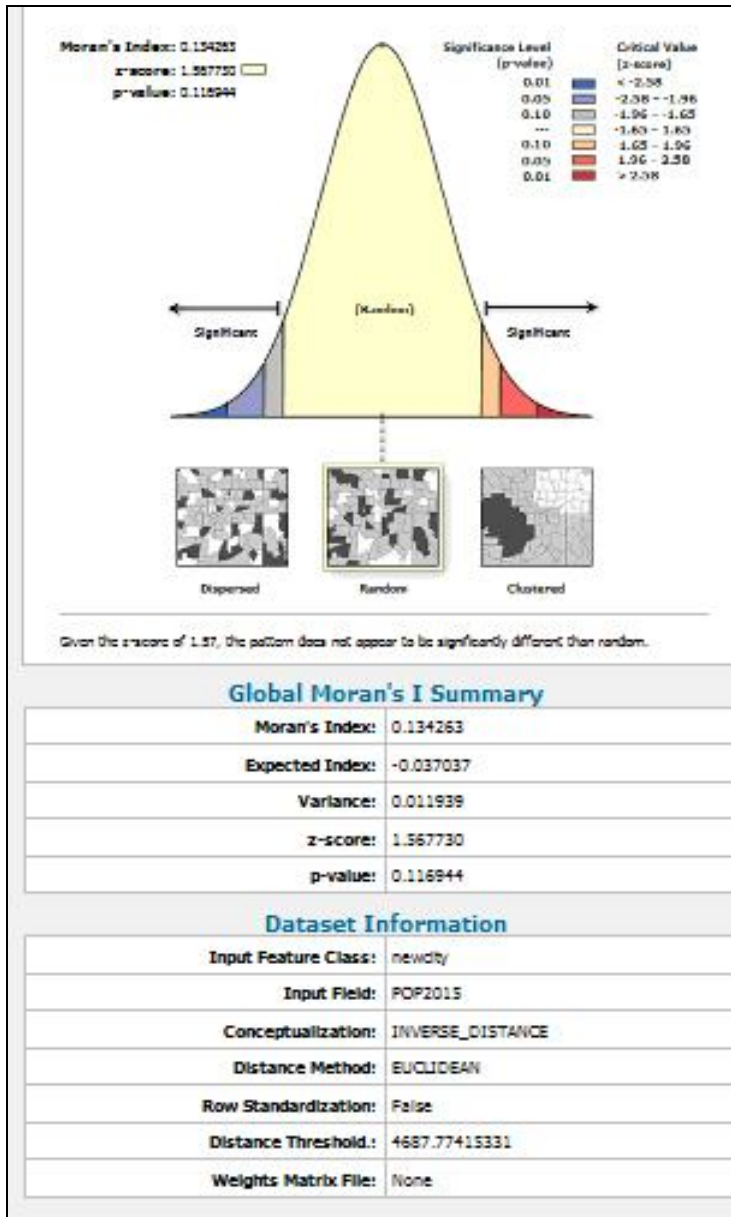 Moran's Index: 0.134263
z-score: 1.567730
p-value: 0.116944
Significance Level
(p-value)
Critical Value
(z-score)
0.01 < -2.58
0.05 -2.58 - -1.96
0.10 -1.96 - -1.65
--- -1.65 - 1.65
0.10 1.65 - 1.96
0.05 1.96 - 2.58
0.01 > 2.58
(Random)
Significant
Significant
Dispersed
Random
Clustered
Given the z-score of 1.57, the pattern does not appear to be significantly different than random.
Global Moran's I Summary
Moran's Index: 0.134263
Expected Index: -0.037037
Variance: 0.011939
z-score: 1.567730
p-value: 0.116944
Dataset Information
Input Feature Class: newcity
Input Field: POP2015
Conceptualization: INVERSE_DISTANCE
Distance Method: EUCLIDEAN
Row Standardization: False
Distance Threshold.: 4687.77415331
Weights Matrix File: None